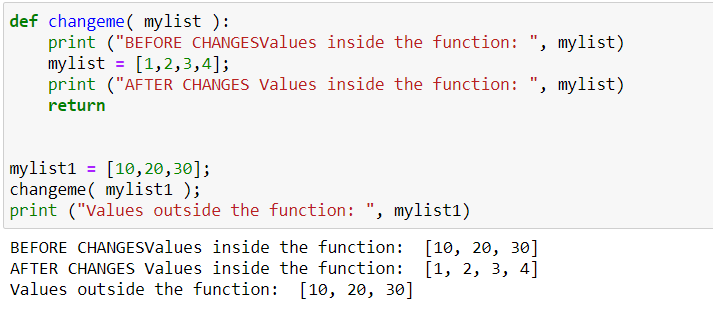 def changeme( mylist ):
    print ("BEFORE CHANGESValues inside the function: ", mylist)
    mylist = [1,2,3,4];
    print ("AFTER CHANGES Values inside the function: ", mylist)
    return
mylist1 = [10,20,30];
changeme( mylist1 );
print ("Values outside the function: ", mylist1)
BEFORE CHANGESValues inside the function:  [10, 20, 30]
AFTER CHANGES Values inside the function:  [1, 2, 3, 4]
Values outside the function:  [10, 20, 30]